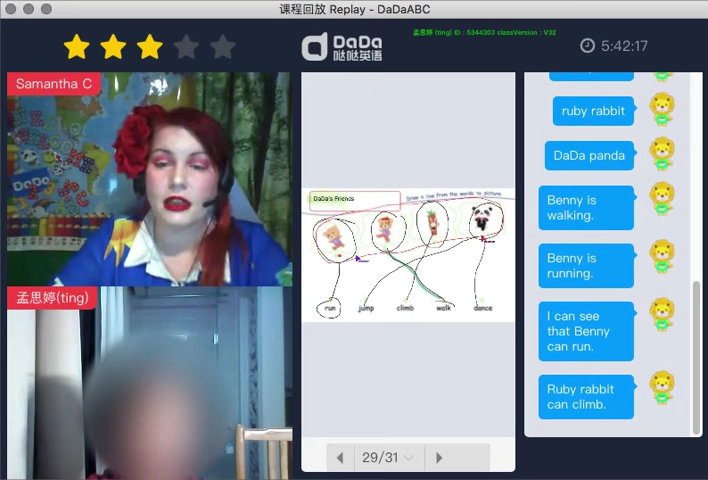 课程回放 Replay - DaDaABC
孟思婷 (ting) ID : 5344303 classVersion : V32
DaDa
哒哒英语
5:42:17
Samantha C
孟思婷(ting)
DaDa's Friends
Draw a line from the words to picture.
run jump climb walk dance
29/31
ruby rabbit
DaDa panda
Benny is
walking.
Benny is
running.
I can see
that Benny
can run.
Ruby rabbit
can climb.